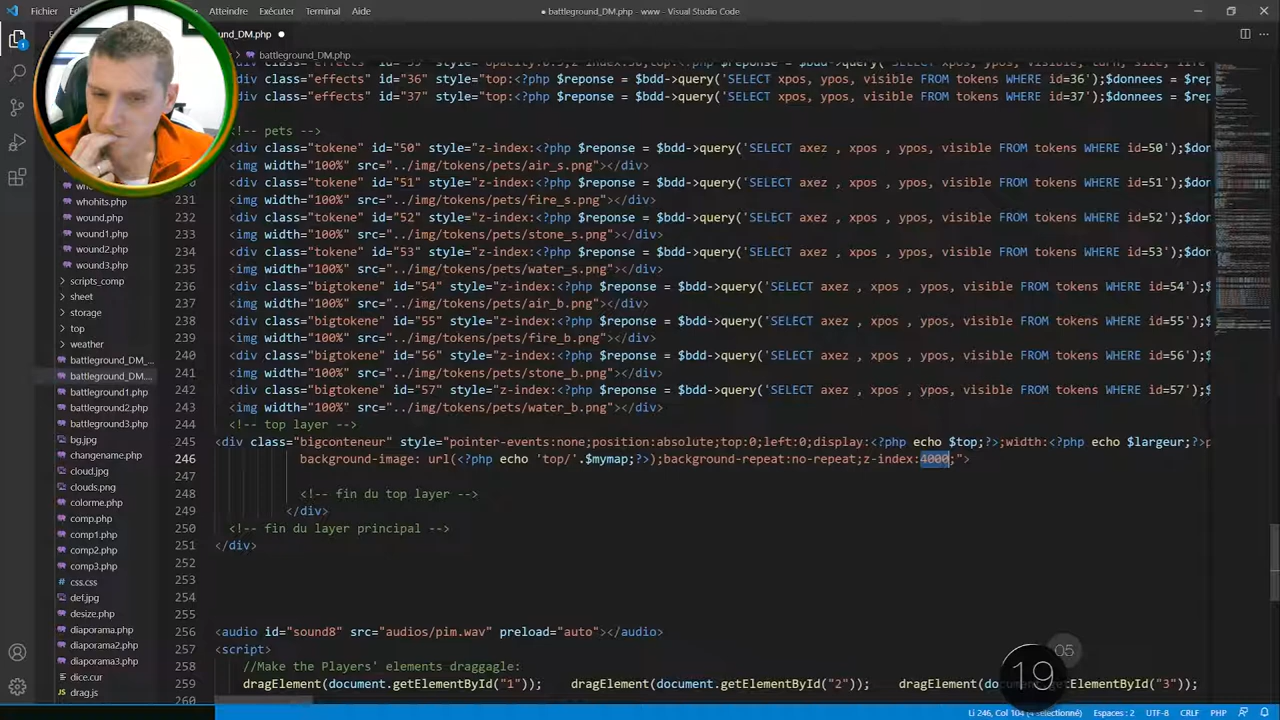 Fichier
Atteindre Exécuter Terminal Aide
● battleground_DM.php - www - Visual Studio Code
und_DM.php ●
battleground_DM.php
1
whohits.php
wound.php
wound1.php
wound2.php
wound3.php
> scripts_comp
> sheet
> storage
> top
> weather
battleground_DM_...
battleground_DM....
battleground1.php
battleground2.php
battleground3.php
bg.jpg
changename.php
cloud.jpg
clouds.png
colorme.php
comp.php
comp1.php
comp2.php
comp3.php
css.css
def.jpg
desize.php
diaporama.php
diaporama2.php
diaporama3.php
dice.cur
drag.js
<div class="effects" id="36" style="top:<?php $reponse = $bdd->query('SELECT xpos, ypos, visible FROM tokens WHERE id=36');$donnees = $rep
<div class="effects" id="37" style="top:<?php $reponse = $bdd->query('SELECT xpos, ypos, visible FROM tokens WHERE id=37');$donnees = $rep
<!-- pets -->
<div class="tokene" id="50" style="z-index:<?php $reponse = $bdd->query('SELECT axez , xpos , ypos, visible FROM tokens WHERE id=50');$don
<img width="100%" src="../img/tokens/pets/air_s.png"></div>
230 <div class="tokene" id="51" style="z-index:<?php $reponse = $bdd->query('SELECT axez , xpos , ypos, visible FROM tokens WHERE id=51');$don
231 <img width="100%" src="../img/tokens/pets/fire_s.png"></div>
232 <div class="tokene" id="52" style="z-index:<?php $reponse = $bdd->query('SELECT axez , xpos , ypos, visible FROM tokens WHERE id=52');$don
233 <img width="100%" src="../img/tokens/pets/stone_s.png"></div>
234 <div class="tokene" id="53" style="z-index:<?php $reponse = $bdd->query('SELECT axez , xpos , ypos, visible FROM tokens WHERE id=53');$don
235 <img width="100%" src="../img/tokens/pets/water_s.png"></div>
236 <div class="bigtokene" id="54" style="z-index:<?php $reponse = $bdd->query('SELECT axez , xpos , ypos, visible FROM tokens WHERE id=54');$
237 <img width="100%" src="../img/tokens/pets/air_b.png"></div>
238 <div class="bigtokene" id="55" style="z-index:<?php $reponse = $bdd->query('SELECT axez , xpos , ypos, visible FROM tokens WHERE id=55');$
239 <img width="100%" src="../img/tokens/pets/fire_b.png"></div>
240 <div class="bigtokene" id="56" style="z-index:<?php $reponse = $bdd->query('SELECT axez , xpos , ypos, visible FROM tokens WHERE id=56');$
241 <img width="100%" src="../img/tokens/pets/stone_b.png"></div>
242 <div class="bigtokene" id="57" style="z-index:<?php $reponse = $bdd->query('SELECT axez , xpos , ypos, visible FROM tokens WHERE id=57');$
243 <img width="100%" src="../img/tokens/pets/water_b.png"></div>
244 <!-- top layer -->
245 <div class="bigconteneur" style="pointer-events:none;position:absolute;top:0;left:0;display:<?php echo $top;?>;width:<?php echo $largeur;?>p
246 background-image: url(<?php echo 'top/'.$mymap;?>);background-repeat:no-repeat;z-index:4000;">
247
248 <!-- fin du top layer -->
249 </div>
250 <!-- fin du layer principal -->
251 </div>
252
253
254
255
256 <audio id="sound8" src="audios/pim.wav" preload="auto"></audio>
257 <script>
258 //Make the Players' elements draggagle:
259 dragElement(document.getElementById("1")); dragElement(document.getElementById("2")); dragElement(document.getElementById("3"));
260
05
19
Li 246, Col 104 (4 sélectionné) Espaces : 2 UTF-8 CRLF PHP